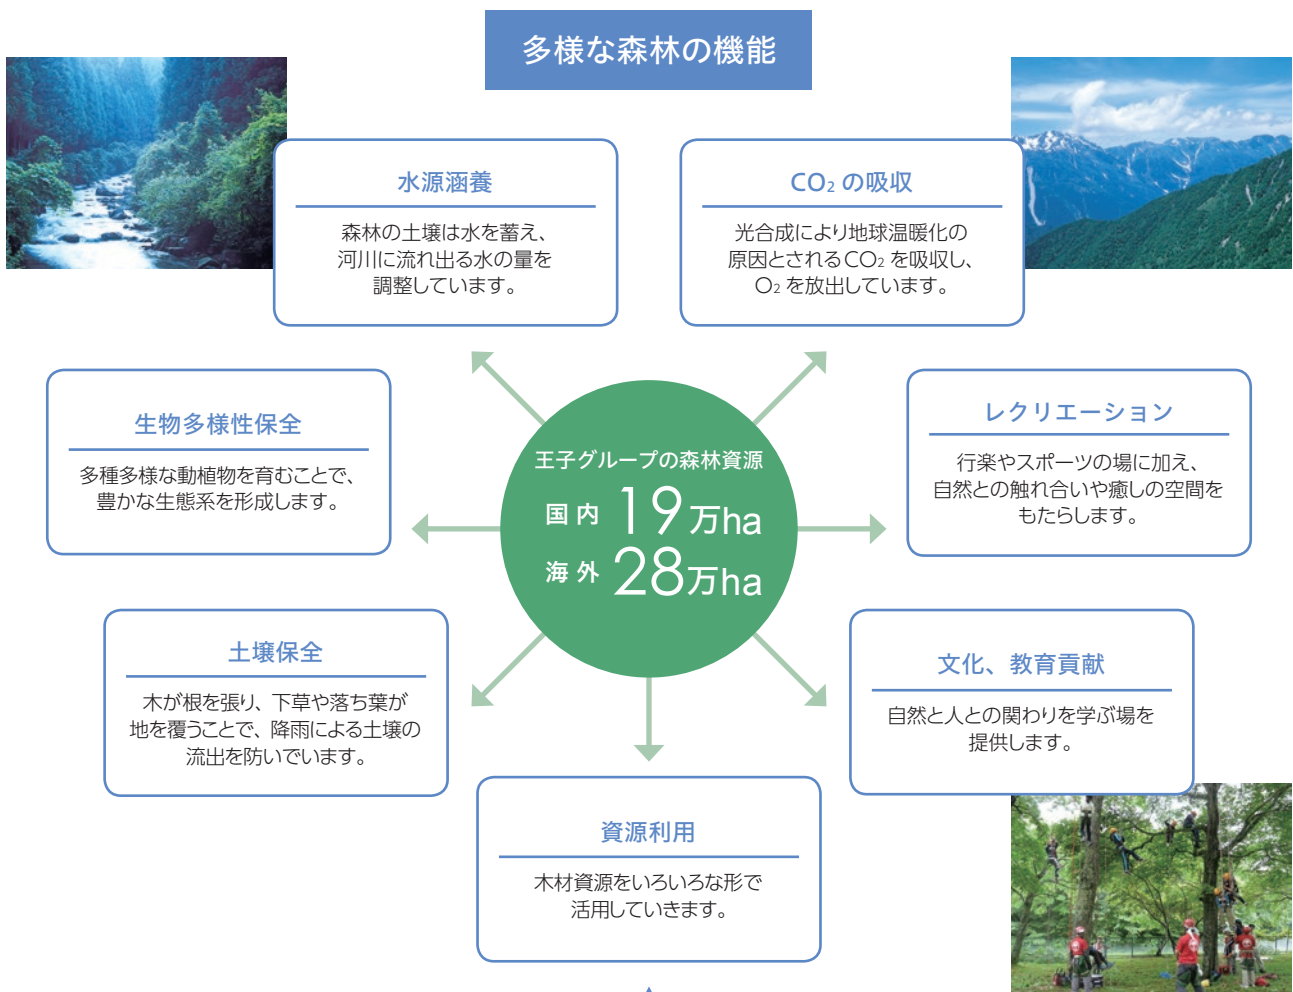 多様な森林の機能
水源涵養
森林の土壌は水を蓄え、
河川に流れ出る水の量を
調整しています。
CO₂ の吸収
光合成により地球温暖化の
原因とされるCO₂ を吸収し、
O₂ を放出しています。
生物多様性保全
多種多様な動植物を育むことで、
豊かな生態系を形成します。
王子グループの森林資源
国内 19万ha
海外 28万ha
レクリエーション
行楽やスポーツの場に加え、
自然との触れ合いや癒しの空間を
もたらします。
土壌保全
木が根を張り、下草や落ち葉が
地を覆うことで、降雨による土壌の
流出を防いでいます。
文化、教育貢献
自然と人との関わりを学ぶ場を
提供します。
資源利用
木材資源をいろいろな形で
活用していきます。